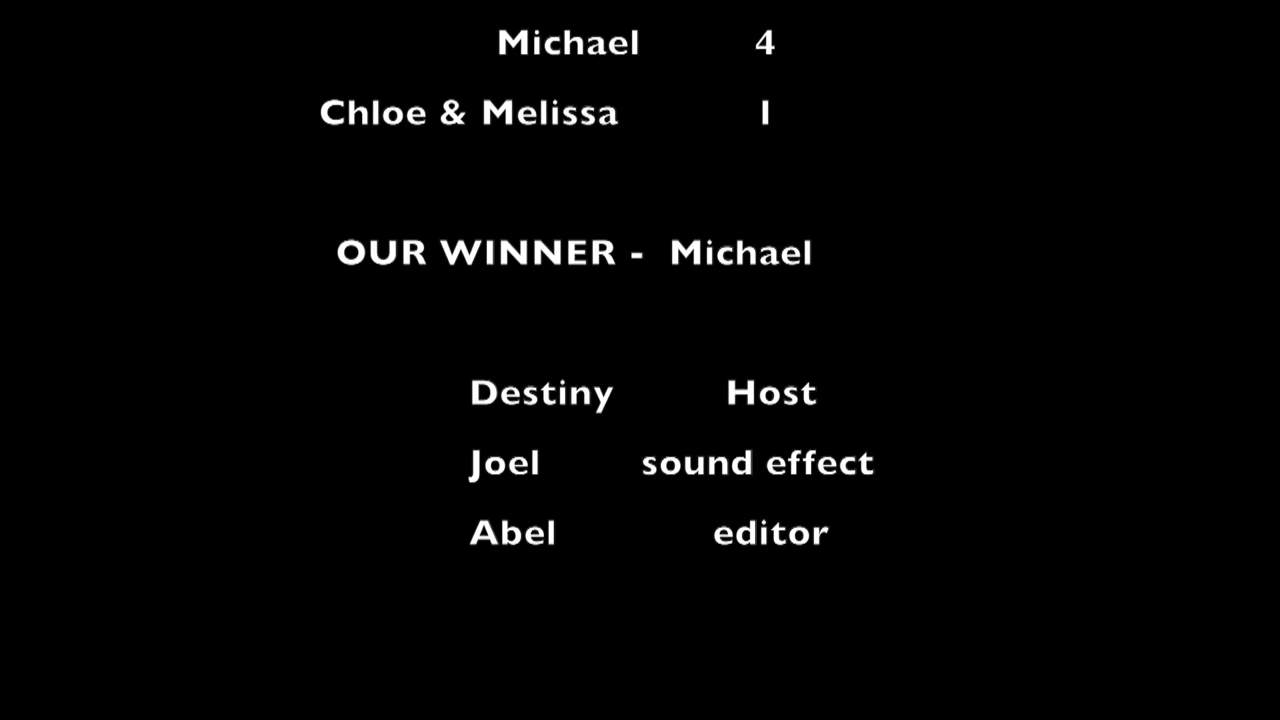 Michael 4
Chloe & Melissa 1
OUR WINNER - Michael
Destiny Host
Joel sound effect
Abel editor